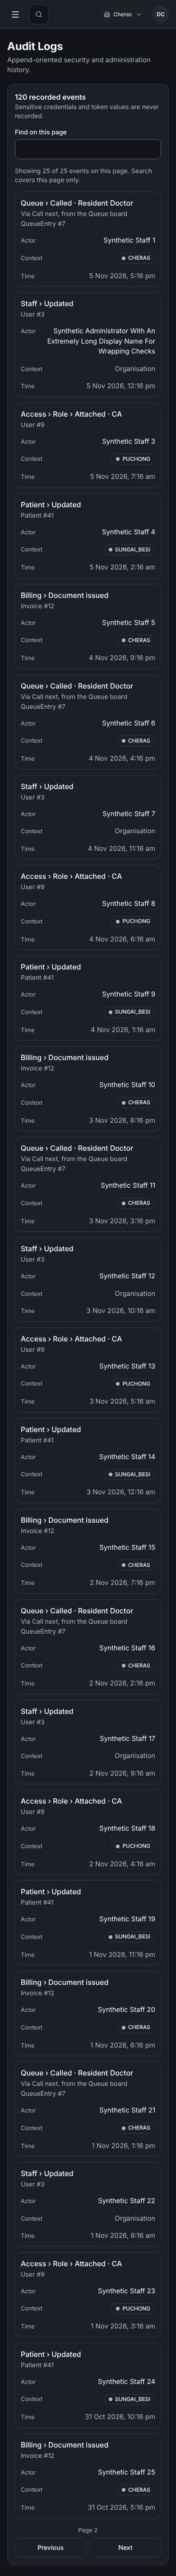 Cheras
DC
Audit Logs
Append-oriented security and administration
history.
120 recorded events
Sensitive credentials and token values are never
recorded.
Find on this page
Showing 25 of 25 events on this page. Search
covers this page only.
Queue › Called · Resident Doctor
Via Call next, from the Queue board
QueueEntry #7
Actor Synthetic Staff 1
Context CHERAS
Time 5 Nov 2026, 5:16 pm
Staff › Updated
User #3
Actor Synthetic Administrator With An
Extremely Long Display Name For
Wrapping Checks
Context Organisation
Time 5 Nov 2026, 12:16 pm
Access › Role › Attached · CA
User #9
Actor Synthetic Staff 3
Context PUCHONG
Time 5 Nov 2026, 7:16 am
Patient › Updated
Patient #41
Actor Synthetic Staff 4
Context SUNGAI_BESI
Time 5 Nov 2026, 2:16 am
Billing › Document issued
Invoice #12
Actor Synthetic Staff 5
Context CHERAS
Time 4 Nov 2026, 9:16 pm
Queue › Called · Resident Doctor
Via Call next, from the Queue board
QueueEntry #7
Actor Synthetic Staff 6
Context CHERAS
Time 4 Nov 2026, 4:16 pm
Staff › Updated
User #3
Actor Synthetic Staff 7
Context Organisation
Time 4 Nov 2026, 11:16 am
Access › Role › Attached · CA
User #9
Actor Synthetic Staff 8
Context PUCHONG
Time 4 Nov 2026, 6:16 am
Patient › Updated
Patient #41
Actor Synthetic Staff 9
Context SUNGAI_BESI
Time 4 Nov 2026, 1:16 am
Billing › Document issued
Invoice #12
Actor Synthetic Staff 10
Context CHERAS
Time 3 Nov 2026, 8:16 pm
Queue › Called · Resident Doctor
Via Call next, from the Queue board
QueueEntry #7
Actor Synthetic Staff 11
Context CHERAS
Time 3 Nov 2026, 3:16 pm
Staff › Updated
User #3
Actor Synthetic Staff 12
Context Organisation
Time 3 Nov 2026, 10:16 am
Access › Role › Attached · CA
User #9
Actor Synthetic Staff 13
Context PUCHONG
Time 3 Nov 2026, 5:16 am
Patient › Updated
Patient #41
Actor Synthetic Staff 14
Context SUNGAI_BESI
Time 3 Nov 2026, 12:16 am
Billing › Document issued
Invoice #12
Actor Synthetic Staff 15
Context CHERAS
Time 2 Nov 2026, 7:16 pm
Queue › Called · Resident Doctor
Via Call next, from the Queue board
QueueEntry #7
Actor Synthetic Staff 16
Context CHERAS
Time 2 Nov 2026, 2:16 pm
Staff › Updated
User #3
Actor Synthetic Staff 17
Context Organisation
Time 2 Nov 2026, 9:16 am
Access › Role › Attached · CA
User #9
Actor Synthetic Staff 18
Context PUCHONG
Time 2 Nov 2026, 4:16 am
Patient › Updated
Patient #41
Actor Synthetic Staff 19
Context SUNGAI_BESI
Time 1 Nov 2026, 11:16 pm
Billing › Document issued
Invoice #12
Actor Synthetic Staff 20
Context CHERAS
Time 1 Nov 2026, 6:16 pm
Queue › Called · Resident Doctor
Via Call next, from the Queue board
QueueEntry #7
Actor Synthetic Staff 21
Context CHERAS
Time 1 Nov 2026, 1:16 pm
Staff › Updated
User #3
Actor Synthetic Staff 22
Context Organisation
Time 1 Nov 2026, 8:16 am
Access › Role › Attached · CA
User #9
Actor Synthetic Staff 23
Context PUCHONG
Time 1 Nov 2026, 3:16 am
Patient › Updated
Patient #41
Actor Synthetic Staff 24
Context SUNGAI_BESI
Time 31 Oct 2026, 10:16 pm
Billing › Document issued
Invoice #12
Actor Synthetic Staff 25
Context CHERAS
Time 31 Oct 2026, 5:16 pm
Page 2
Previous Next